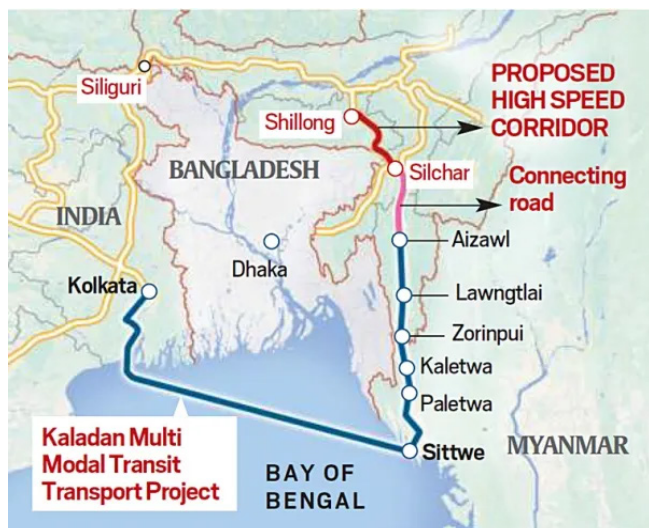 Siliguri
Shillong
PROPOSED
HIGH SPEED
CORRIDOR
BANGLADESH
Silchar
Connecting
road
INDIA
Dhaka
Aizawl
Kolkata
Lawngtlai
Zorinpui
Kaletwa
Paletwa
Kaladan Multi
Modal Transit
Transport Project
Sittwe
MYANMAR
BAY OF
BENGAL